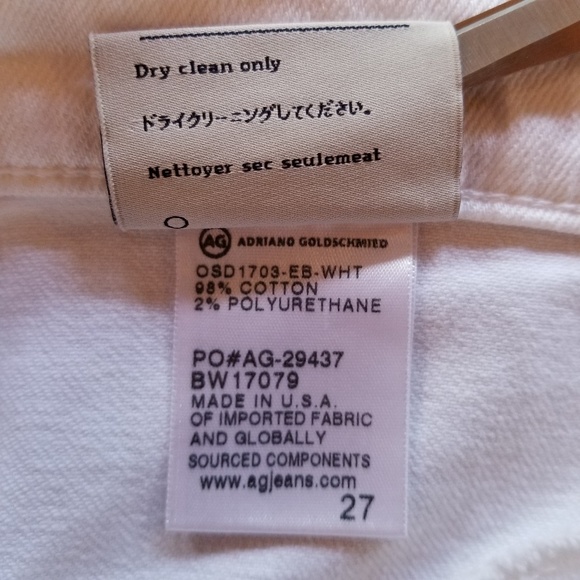 Dry clean only
ドライクリーニングしてください。
Nettoyer sec seulemeat
AG ADRIANO GOLDSCHMIED
OSD1703-EB-WHT
98% COTTON
2% POLYURETHANE
PO#AG-29437
BW17079
MADE IN U.S.A.
OF IMPORTED FABRIC
AND GLOBALLY
SOURCED COMPONENTS
www.agjeans.com
27